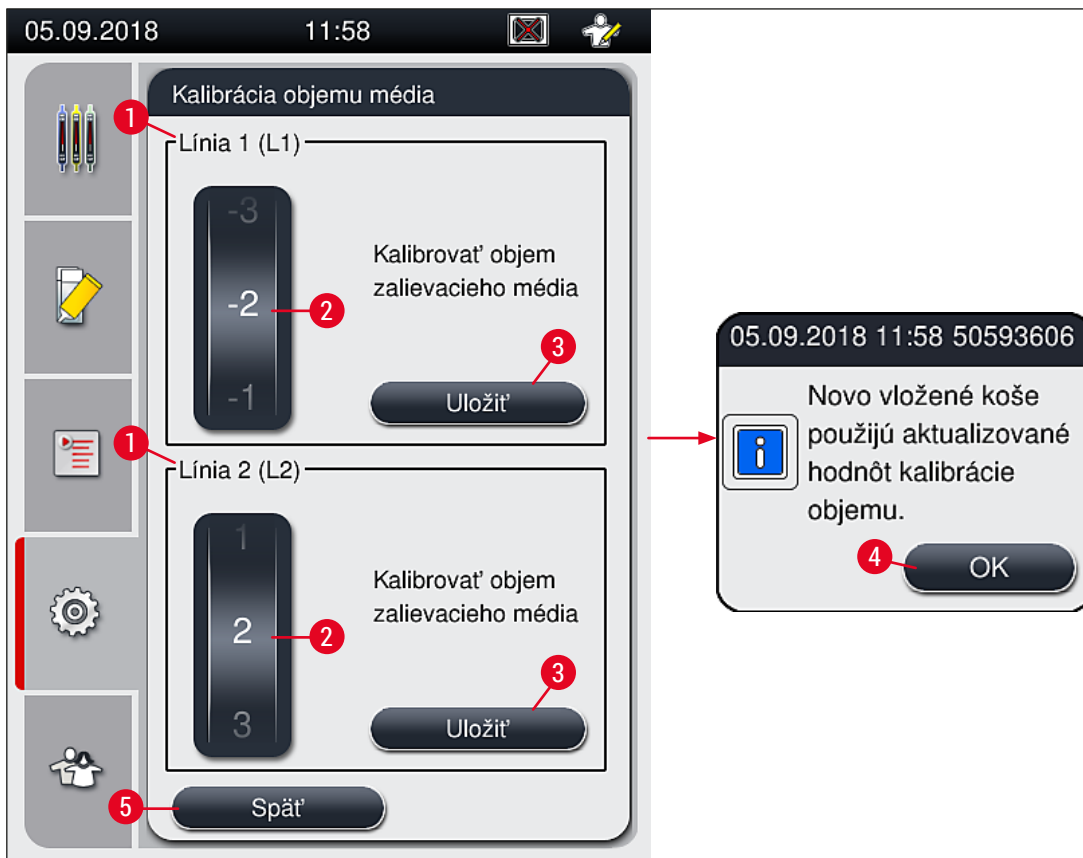 05.09.2018 11:58
Kalibrácia objemu média
1
Línia 1 (L1)
-3
-2
-1
2
Kalibrovať objem
zalievacieho média
3
Uložiť
1
Línia 2 (L2)
1
2
3
2
Kalibrovať objem
zalievacieho média
3
Uložiť
5
Späť
05.09.2018 11:58 50593606
Novo vložené koše
použijú aktualizované
hodnôt kalibrácie
objemu.
4
OK